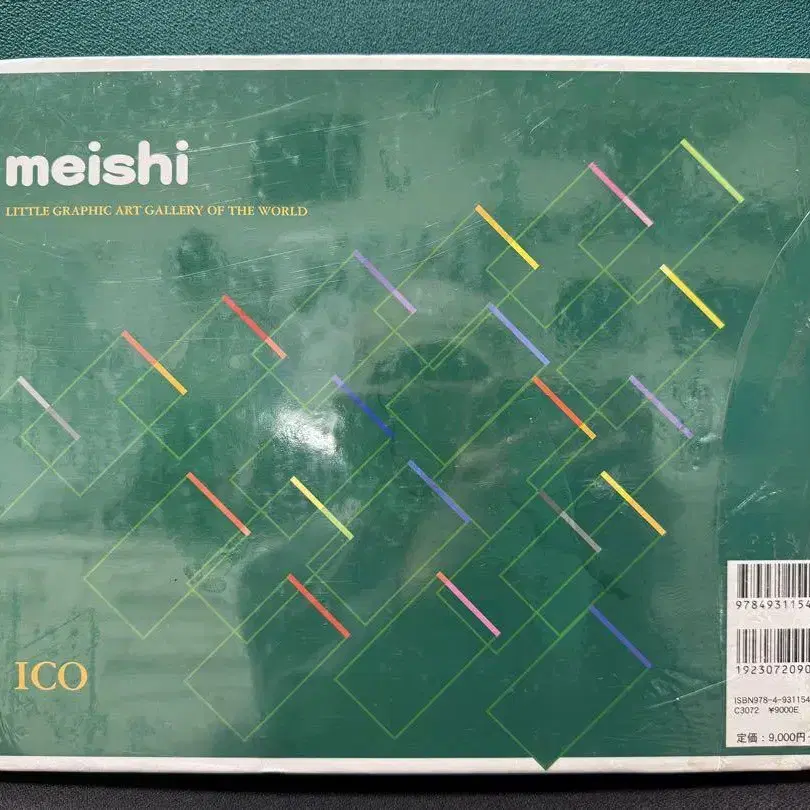 meishi
LITTLE GRAPHIC ART GALLERY OF THE WORLD
ICO
9784931154
1923072090
ISBN978-4-931154
C3072 ¥9000E
定価：9,000円